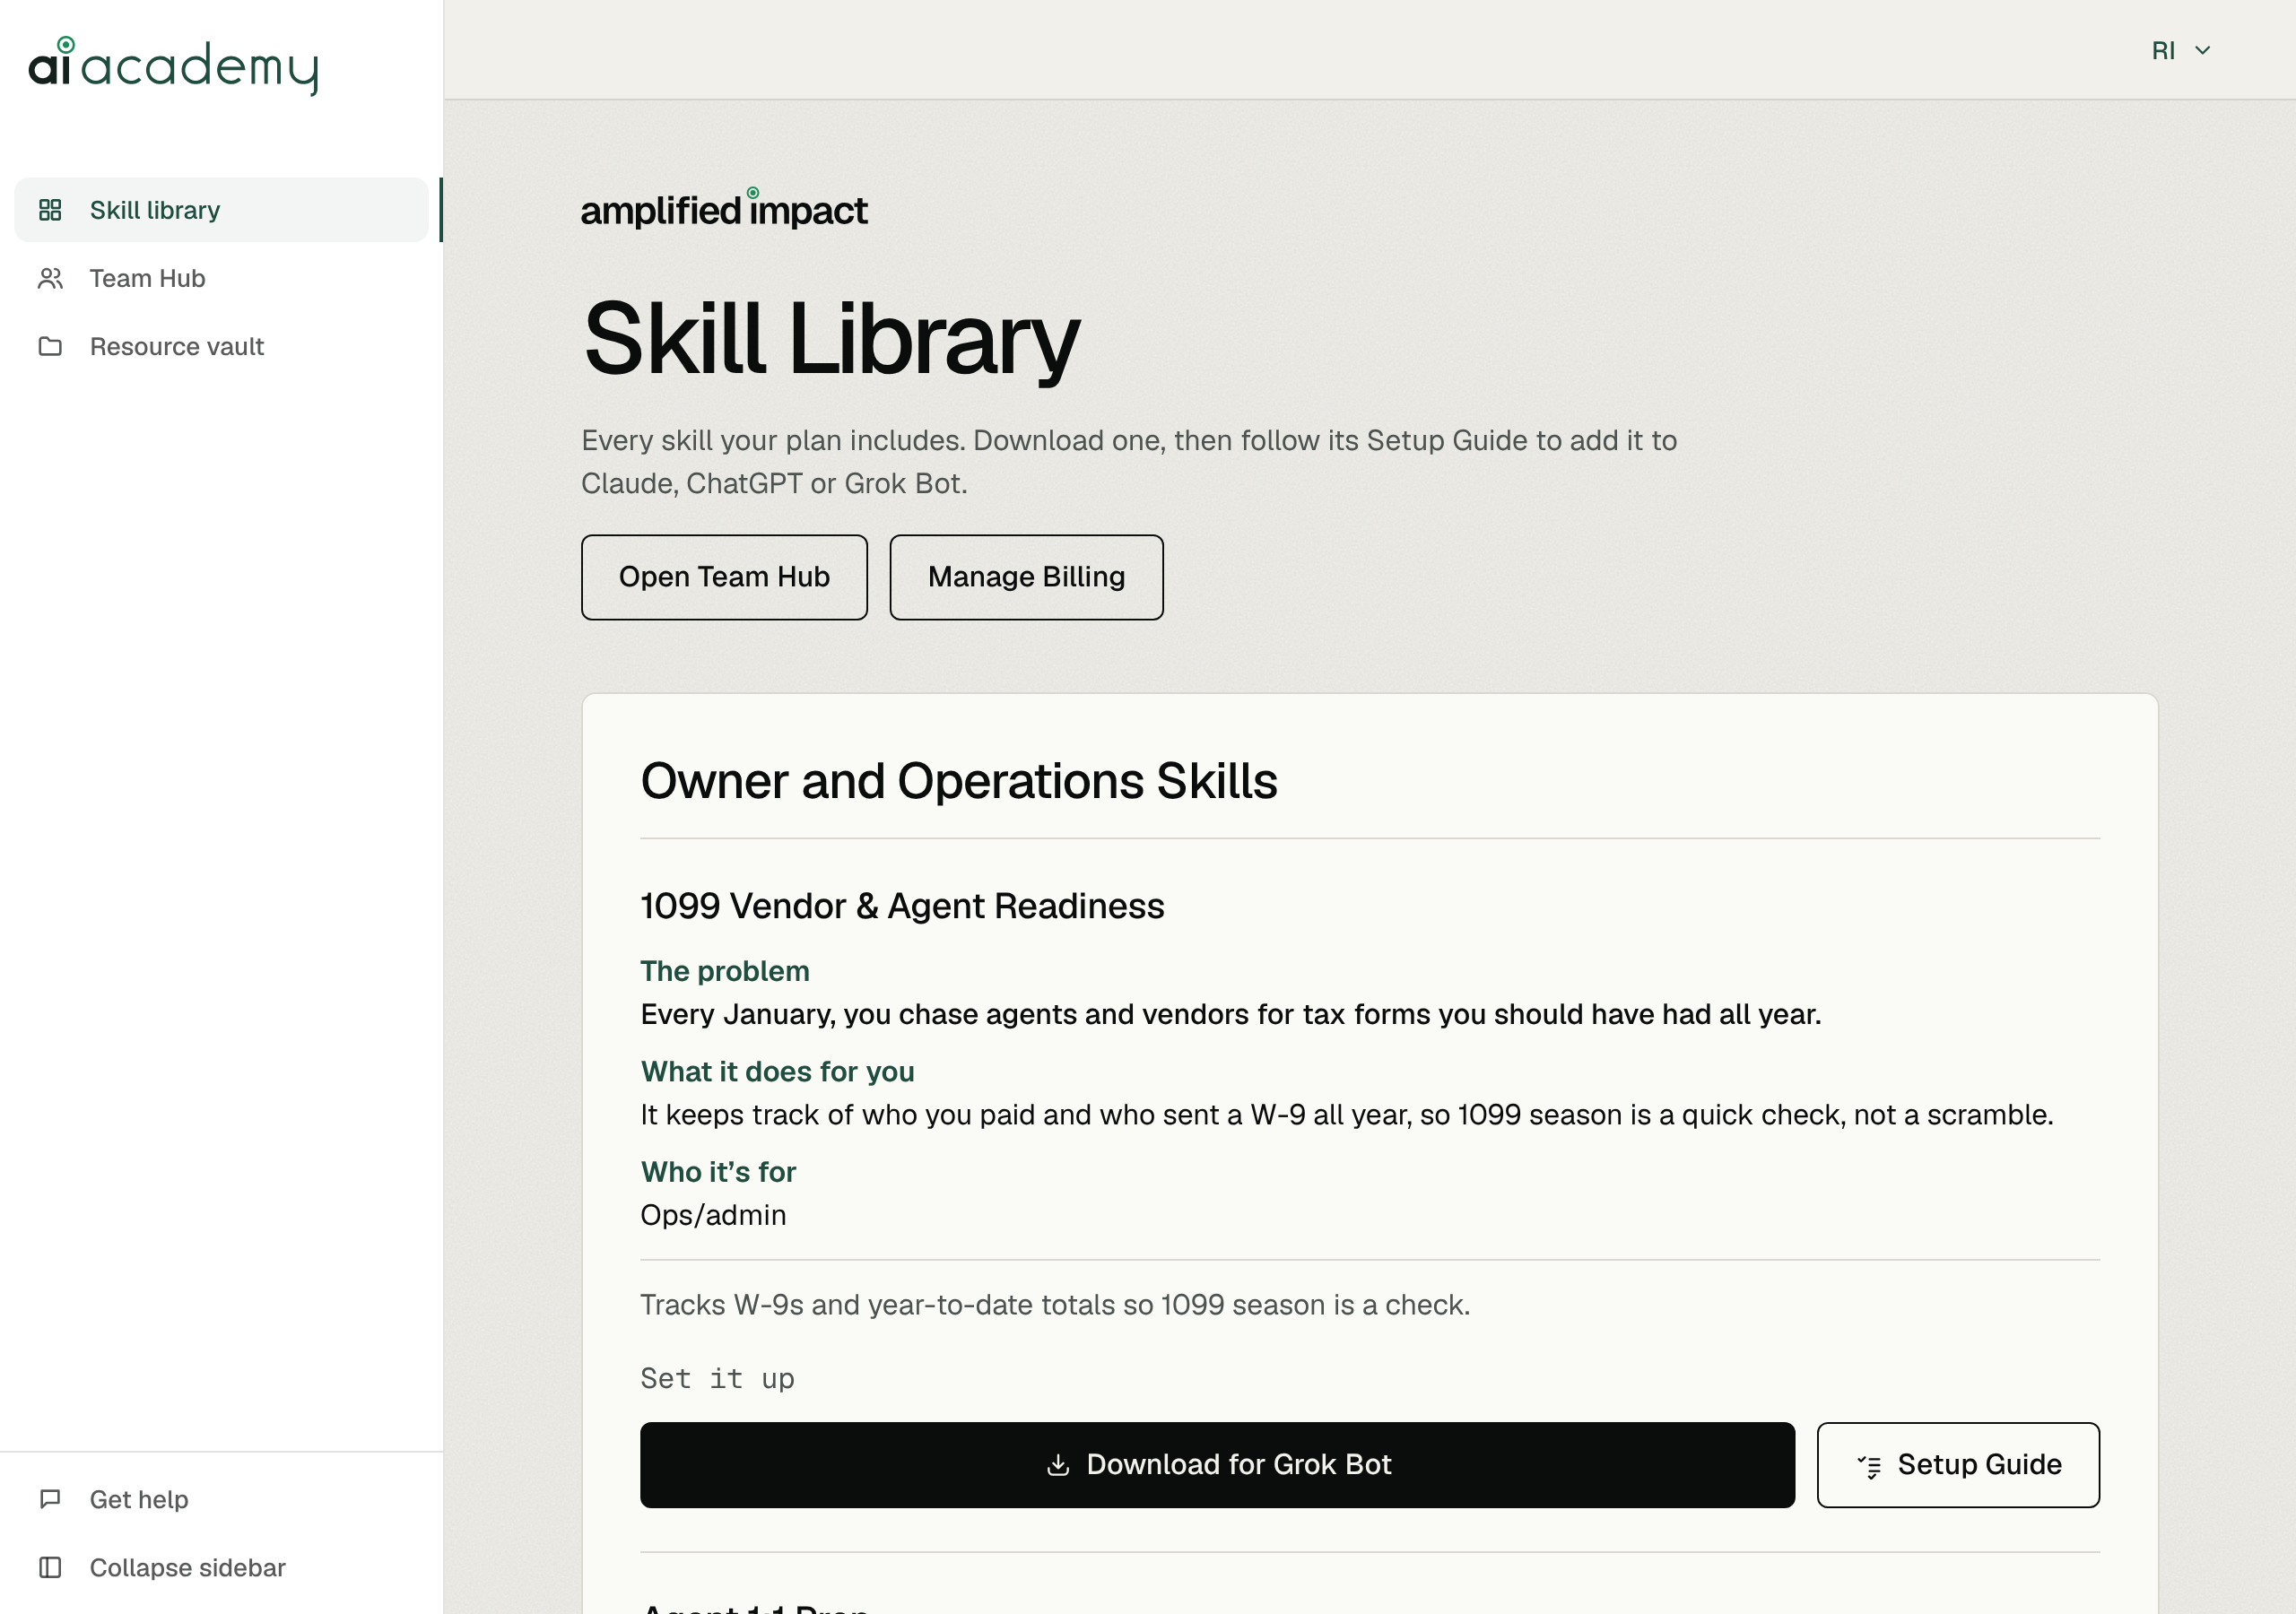 ai academy
RI
Skill library
Team Hub
Resource vault
amplified impact
Skill Library
Every skill your plan includes. Download one, then follow its Setup Guide to add it to
Claude, ChatGPT or Grok Bot.
Open Team Hub
Manage Billing
Owner and Operations Skills
1099 Vendor & Agent Readiness
The problem
Every January, you chase agents and vendors for tax forms you should have had all year.
What it does for you
It keeps track of who you paid and who sent a W-9 all year, so 1099 season is a quick check, not a scramble.
Who it’s for
Ops/admin
Tracks W-9s and year-to-date totals so 1099 season is a check.
Set it up
Download for Grok Bot
Setup Guide
Get help
Collapse sidebar